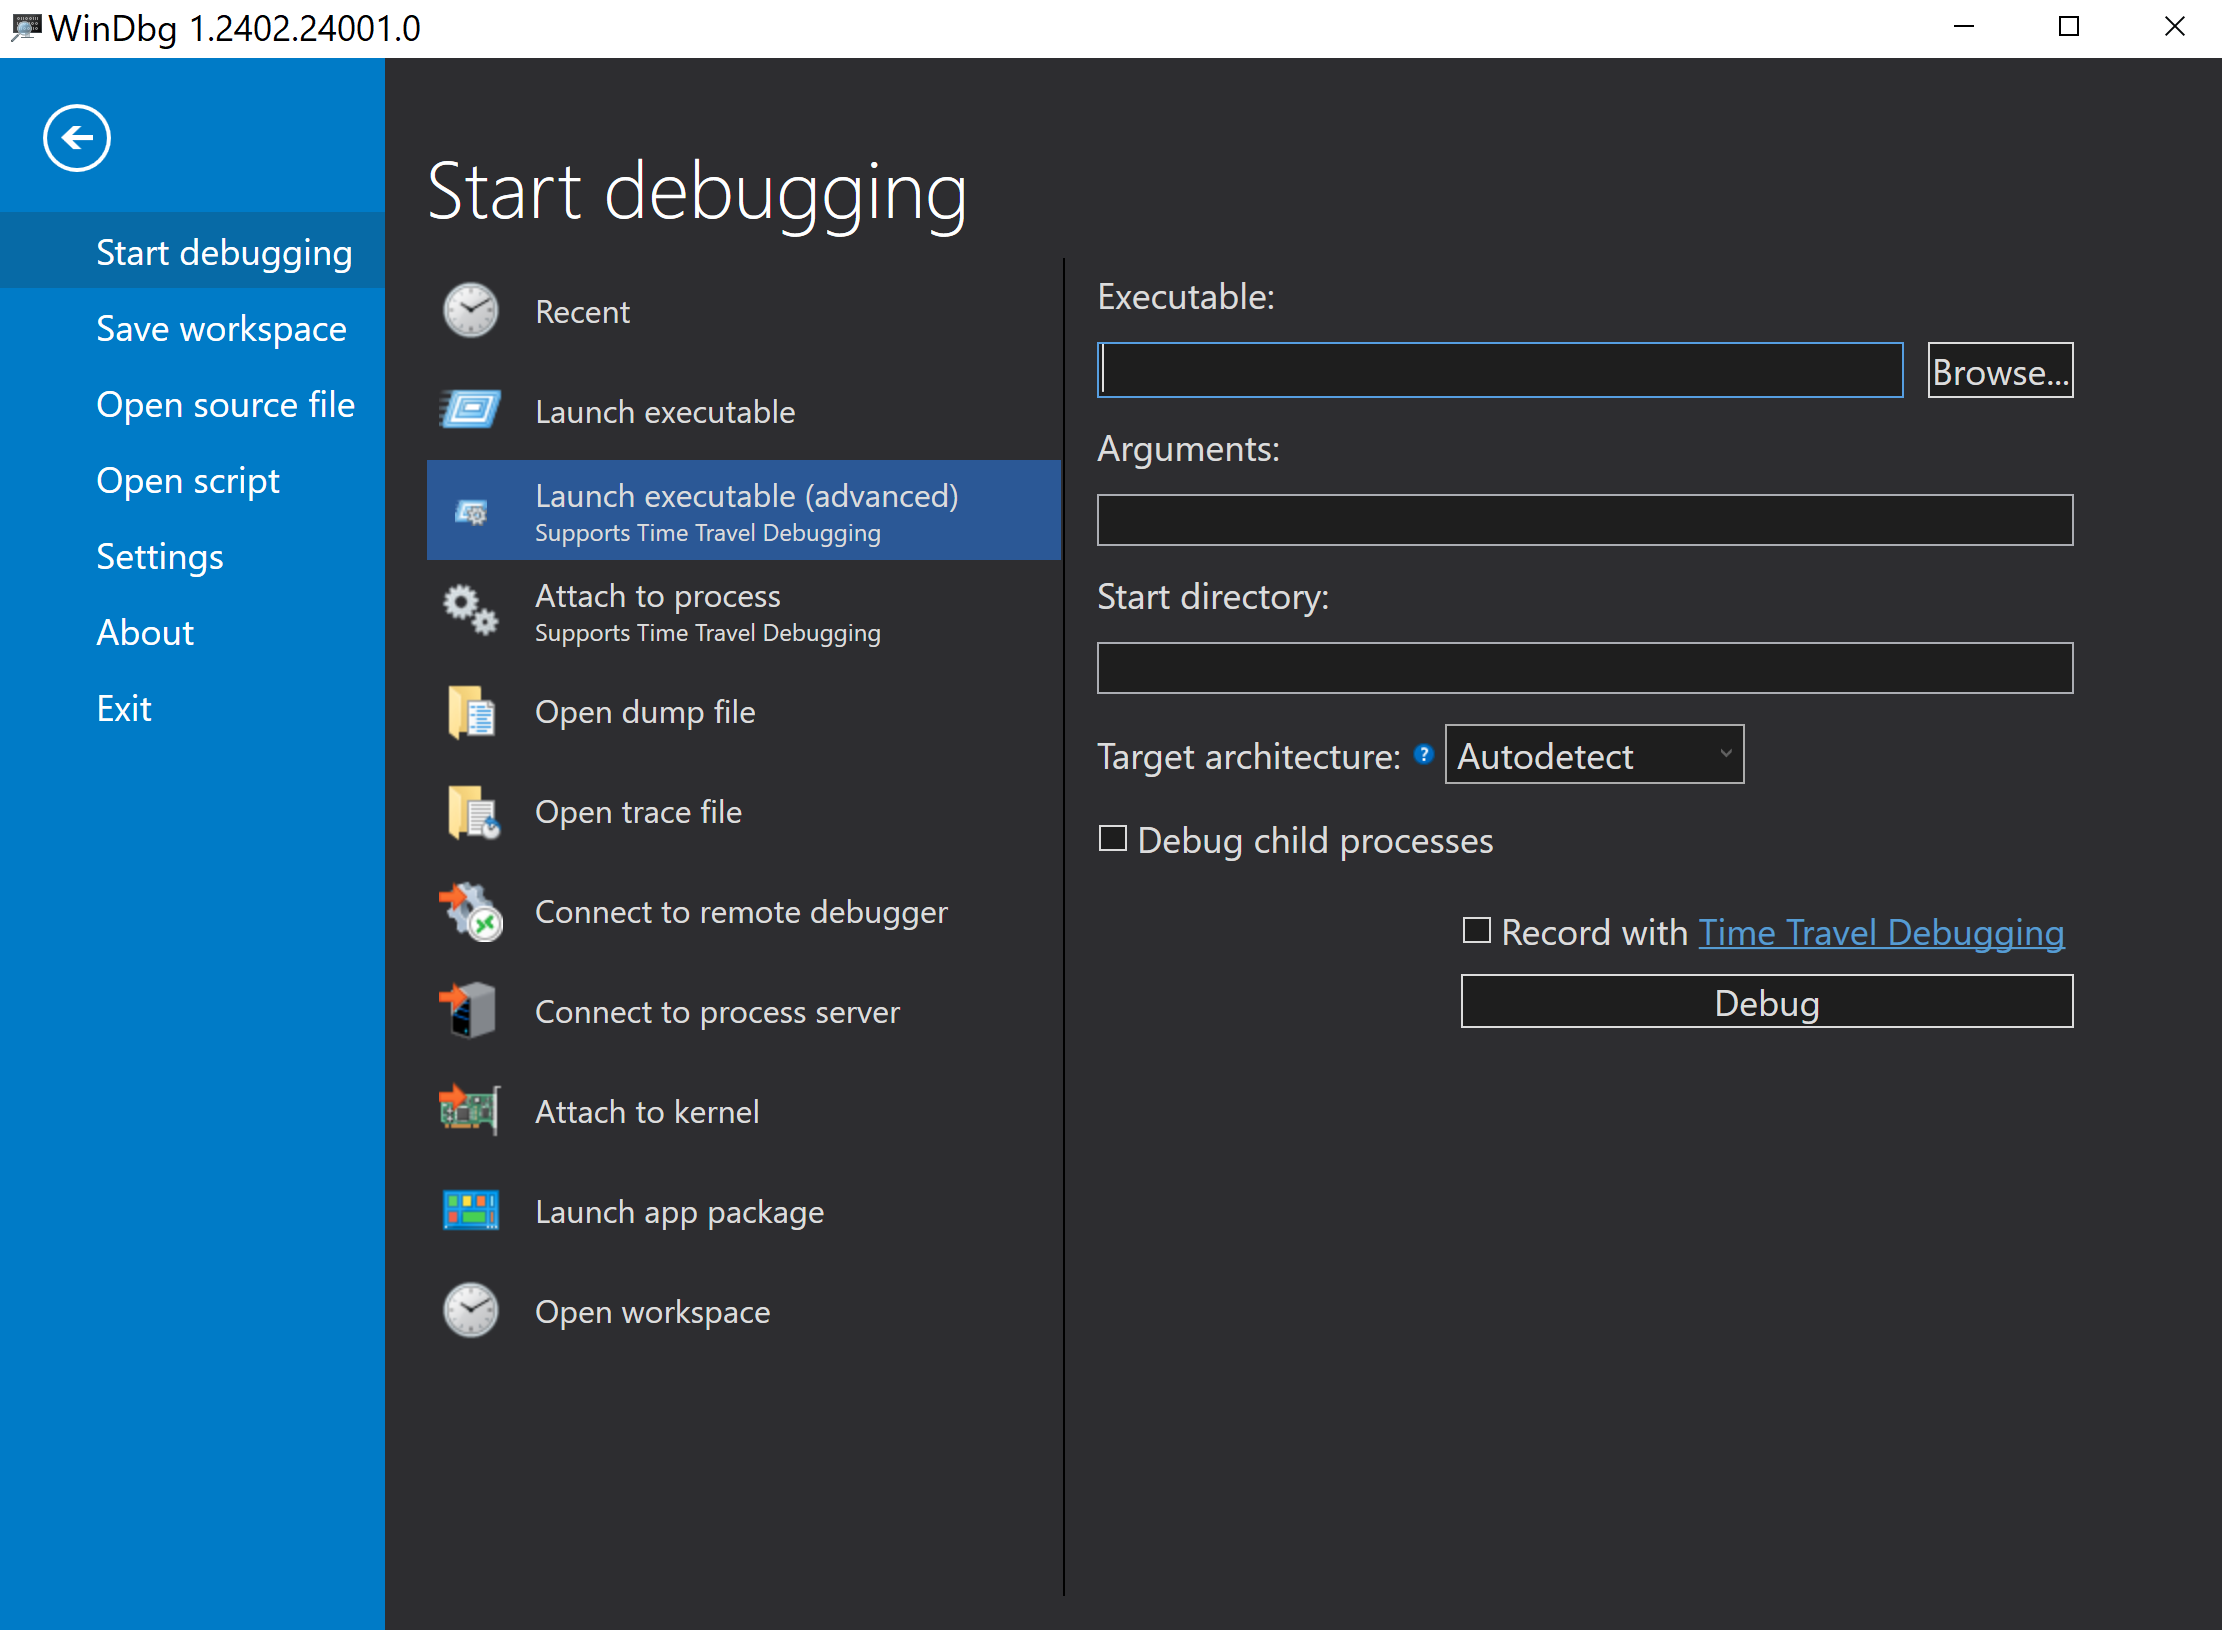 WinDbg 1.2402.24001.0
Start debugging
Save workspace
Open source file
Open script
Settings
About
Exit
Start debugging
Recent
Launch executable
Launch executable (advanced)
Supports Time Travel Debugging
Attach to process
Supports Time Travel Debugging
Open dump file
Open trace file
Connect to remote debugger
Connect to process server
Attach to kernel
Launch app package
Open workspace
Executable:
Browse...
Arguments:
Start directory:
Target architecture: ? Autodetect
Debug child processes
Record with Time Travel Debugging
Debug